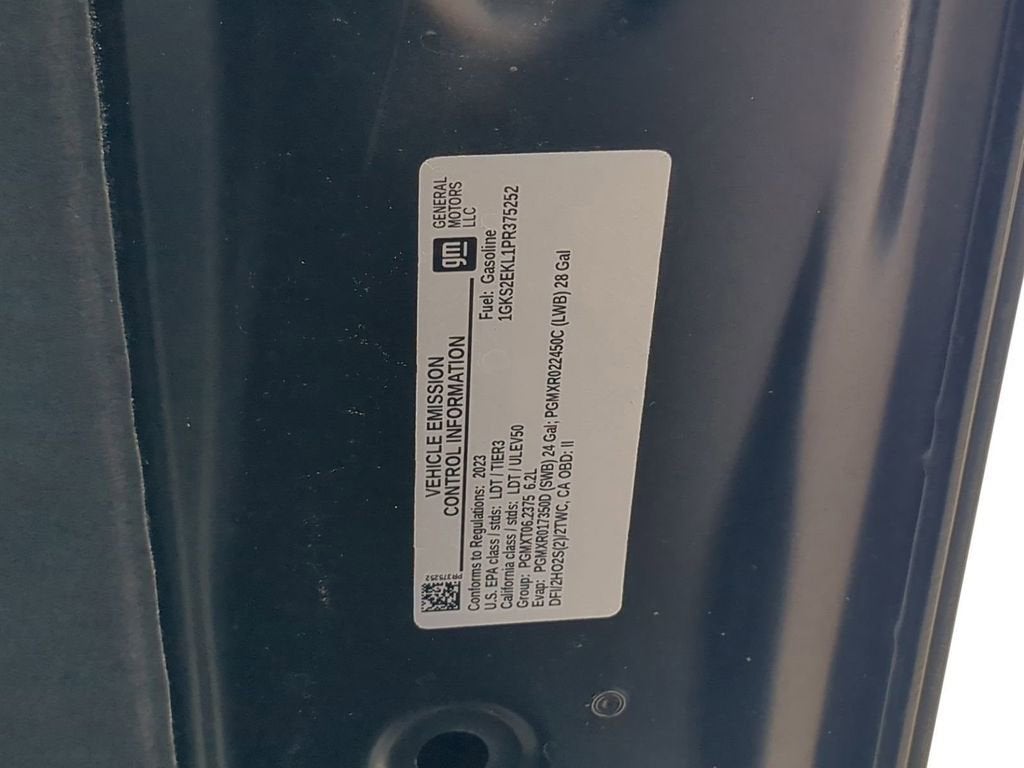 VEHICLE EMISSION
CONTROL INFORMATION
gm
GENERAL
MOTORS
LLC
PR375252
Conforms to Regulations: 2023
Fuel: Gasoline
U.S. EPA class / stds: LDT / TIER3
1GKS2EKL1PR375252
California class / stds: LDT / ULEV50
Group: PGMXT06.2375 6.2L
Evap: PGMXR017350D (SWB) 24 Gal; PGMXR022450C (LWB) 28 Gal
DFI/2HO2S(2)/2TWC, CA OBD: II